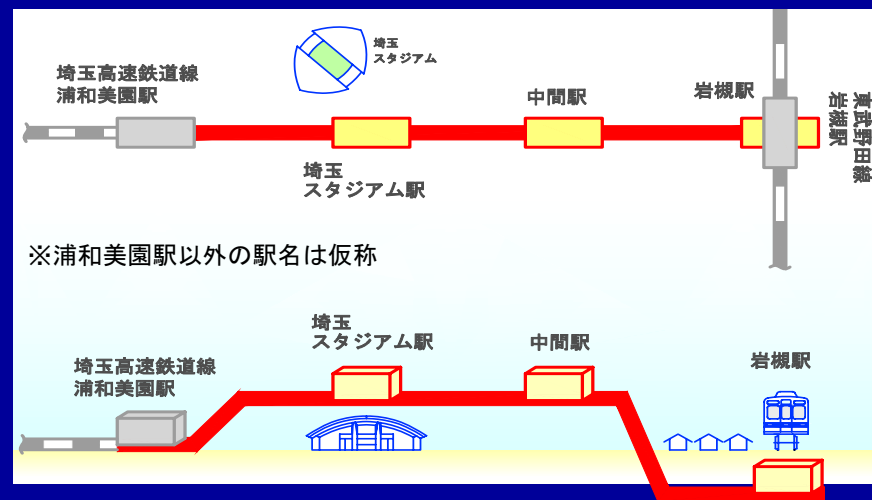 埼玉
スタジアム
埼玉高速鉄道線
浦和美園駅
中間駅
岩槻駅
東武野田線
岩槻駅
埼玉
スタジアム駅
※浦和美園駅以外の駅名は仮称
埼玉
スタジアム駅
中間駅
岩槻駅
埼玉高速鉄道線
浦和美園駅